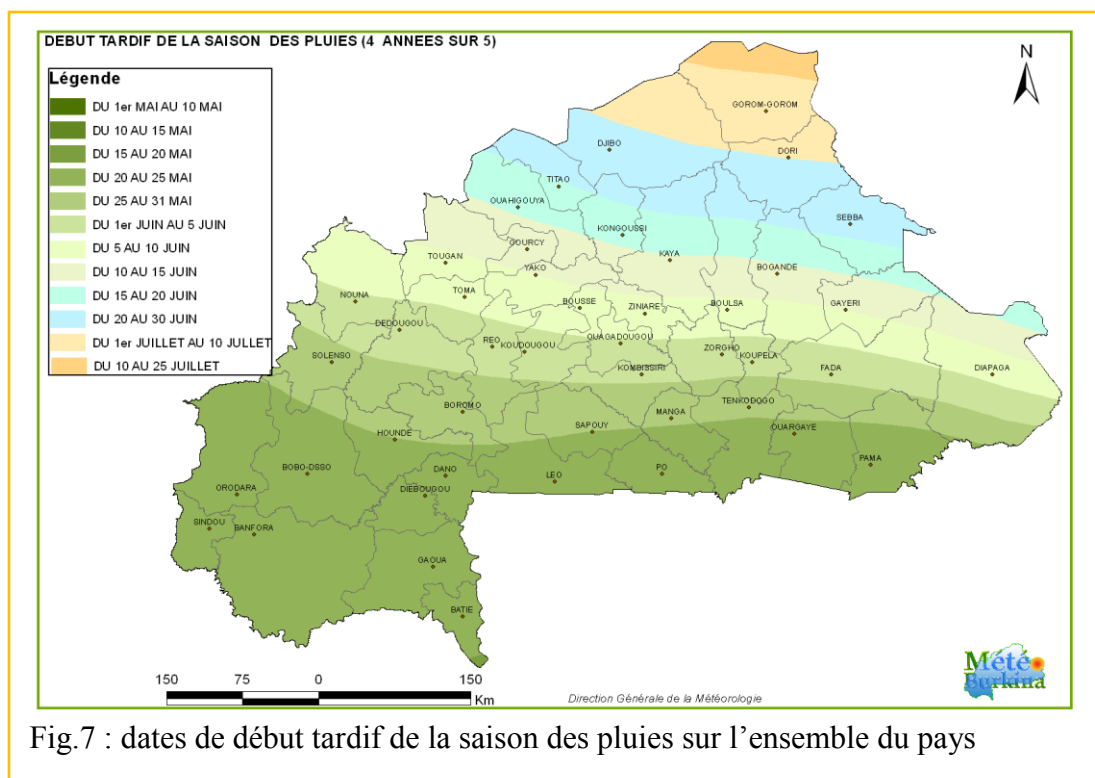 DEBUT TARDIF DE LA SAISON DES PLUIES (4 ANNEES SUR 5)
Légende
DU 1er MAI AU 10 MAI
DU 10 AU 15 MAI
DU 15 AU 20 MAI
DU 20 AU 25 MAI
DU 25 AU 31 MAI
DU 1er JUIN AU 5 JUIN
DU 5 AU 10 JUIN
DU 10 AU 15 JUIN
DU 15 AU 20 JUIN
DU 20 AU 30 JUIN
DU 1er JUILLET AU 10 JULLET
DU 10 AU 25 JUILLET
N
GOROM-GOROM
DJIBO
DORI
TITAO
OUAHIGOUYA
SEBBA
KONGOUSSI
GOURCY
KAYA
TOUGAN
YAKO
BOGANDE
NOUNA
TOMA
BOUSSE
ZINIARE
BOULSA
GAYERI
DEDOUGOU
SOLENSO
REO
KOUDOUGOU
OUAGADOUGOU
ZORGHO
KOUPELA
KOMBISSIRI
FADA
DIAPAGA
BOROMO
MANGA
TENKODOGO
HOUNDE
SAPOUY
OUARGAYE
BOBO-DSSO
DANO
LEO
PO
PAMA
ORODARA
DIEBOUGOU
SINDOU
BANFORA
GAOUA
BATIE
150 75 0 150
Km
Direction Générale de la Météorologie
Météo
Burkina
Fig.7 : dates de début tardif de la saison des pluies sur l’ensemble du pays